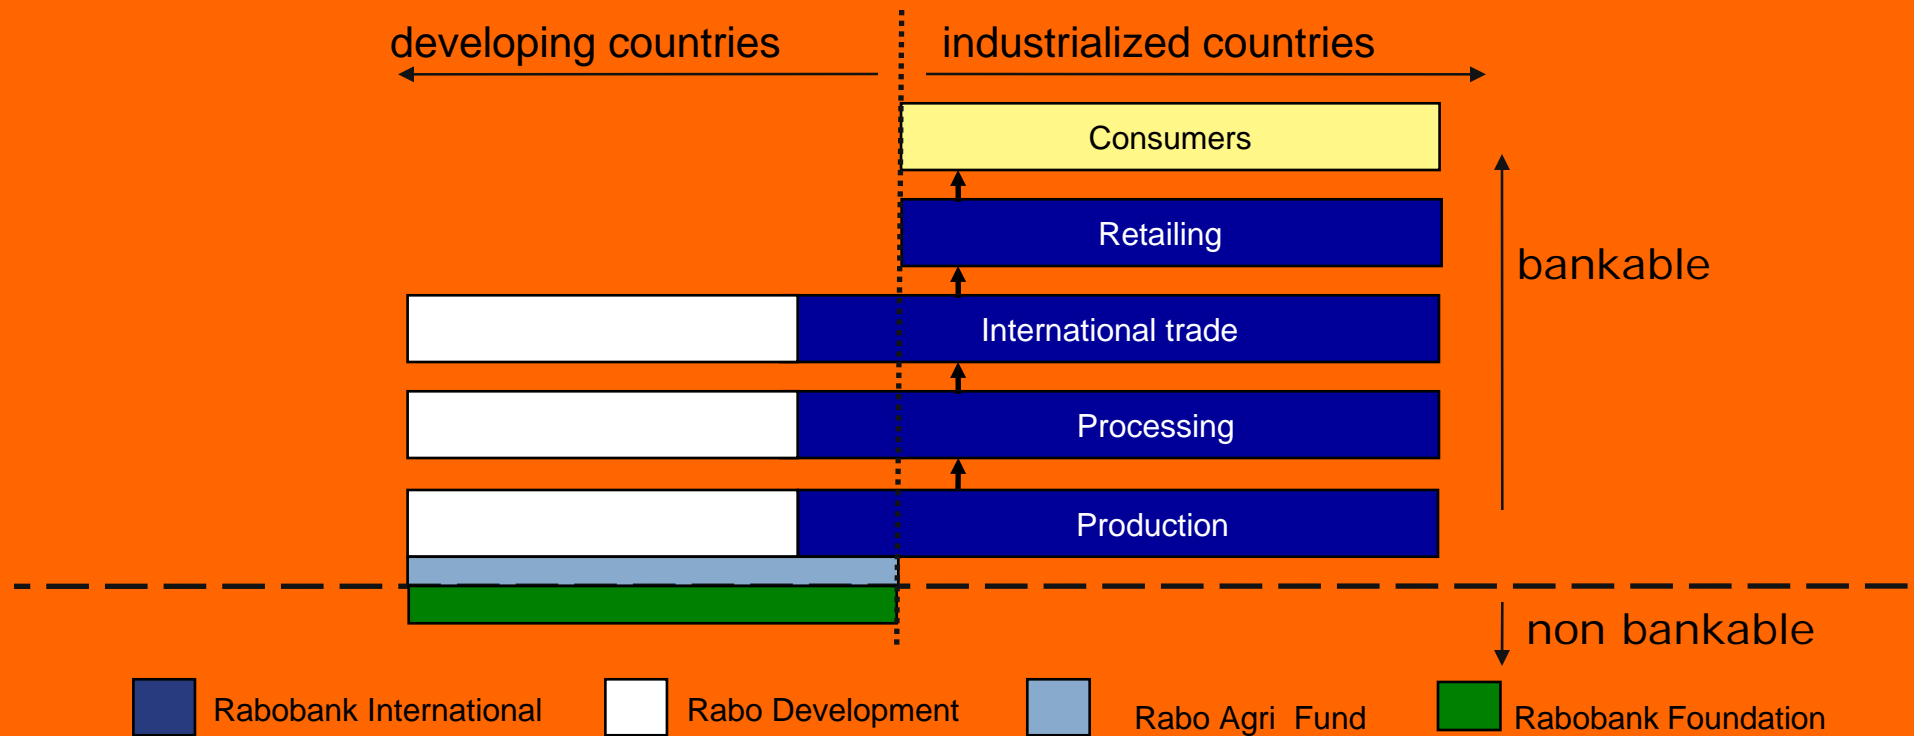 developing countries
industrialized countries
Consumers
Retailing
bankable
International trade
Processing
Production
non bankable
Rabobank International
Rabo Development
Rabo Agri Fund
Rabobank Foundation